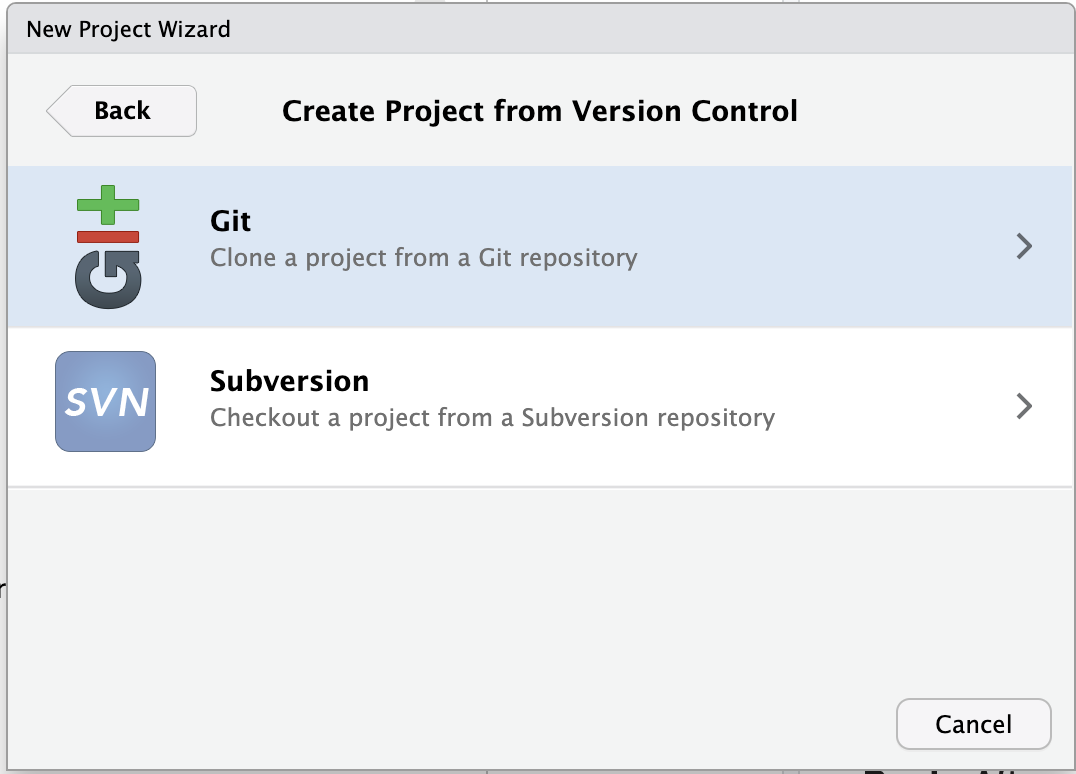 New Project Wizard
Back
Create Project from Version Control
Git
Git
Clone a project from a Git repository
SVN
Subversion
Checkout a project from a Subversion repository
Cancel